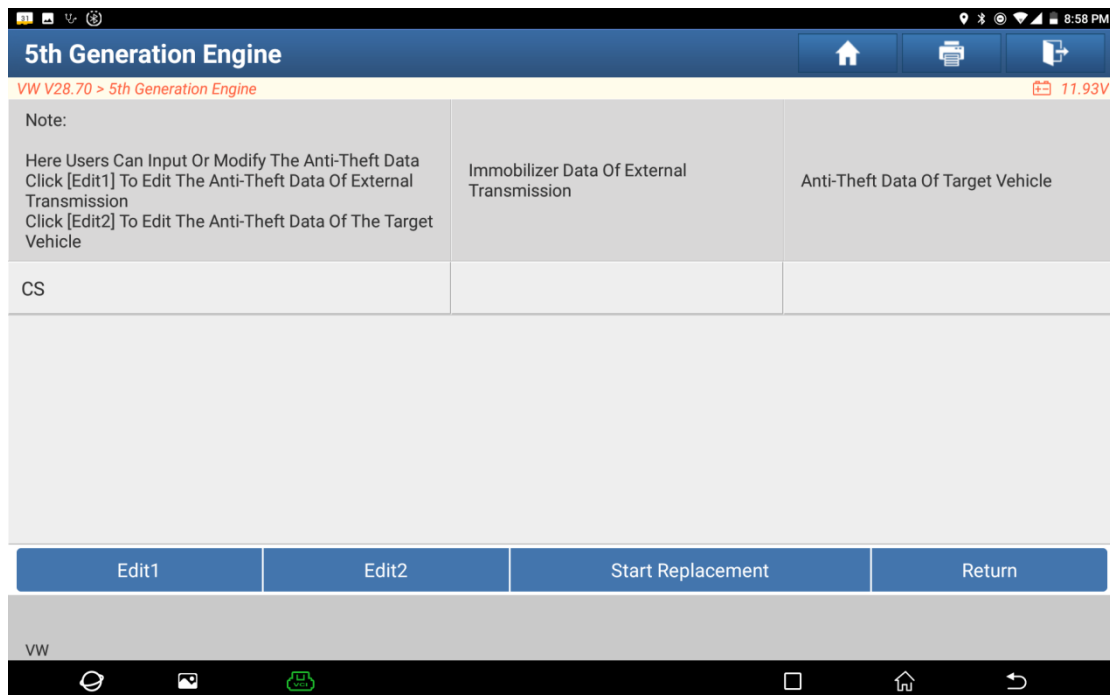 31
8:58 PM
5th Generation Engine
VW V28.70 > 5th Generation Engine
11.93V
Note:
Here Users Can Input Or Modify The Anti-Theft Data
Click [Edit1] To Edit The Anti-Theft Data Of External
Transmission
Click [Edit2] To Edit The Anti-Theft Data Of The Target
Vehicle
Immobilizer Data Of External
Transmission
Anti-Theft Data Of Target Vehicle
CS
Edit1
Edit2
Start Replacement
Return
VW
VCI